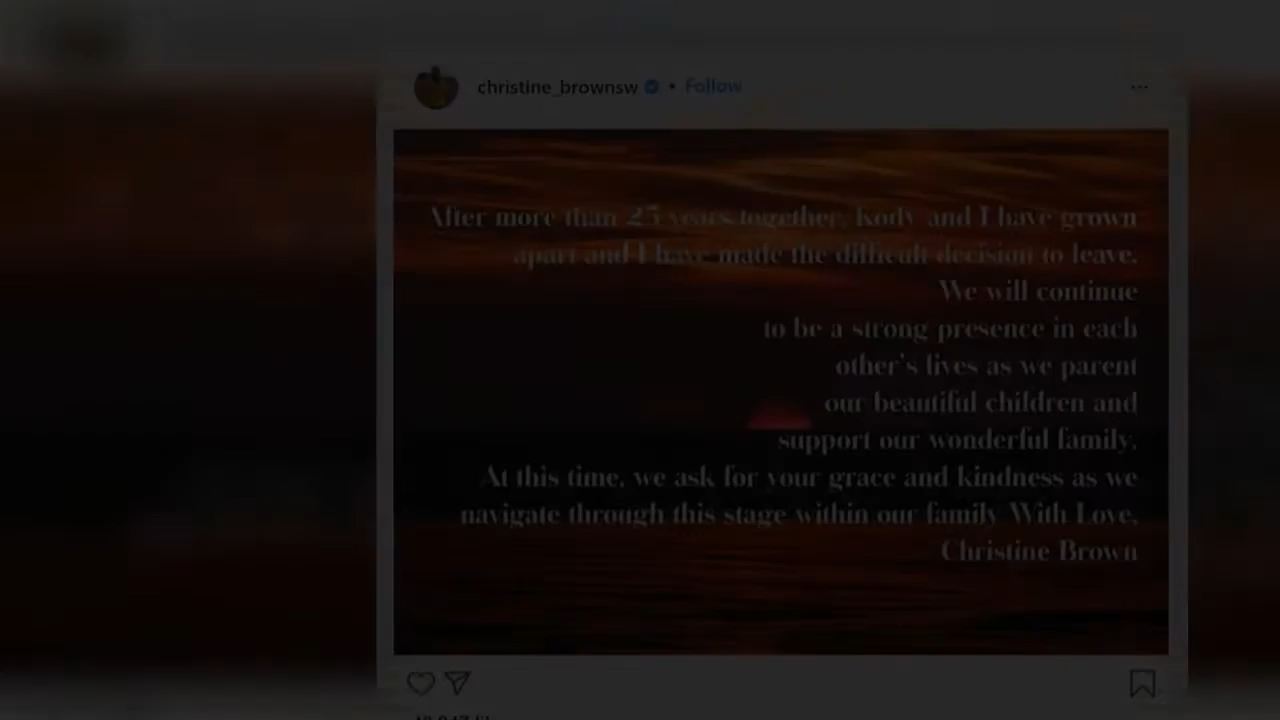 christine_brownsw • Follow
After more than 25 years together, Kody and I have grown
apart and I have made the difficult decision to leave.
We will continue
to be a strong presence in each
other's lives as we parent
our beautiful children and
support our wonderful family.
At this time, we ask for your grace and kindness as we
navigate through this stage within our family With Love,
Christine Brown